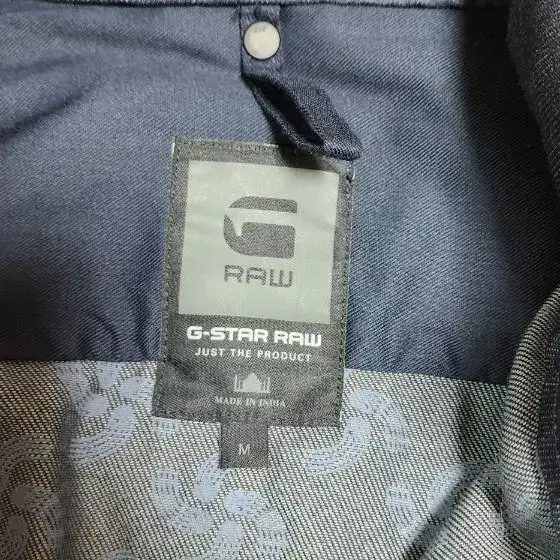 RAW
G-STAR RAW
JUST THE PRODUCT
MADE IN INDIA
M